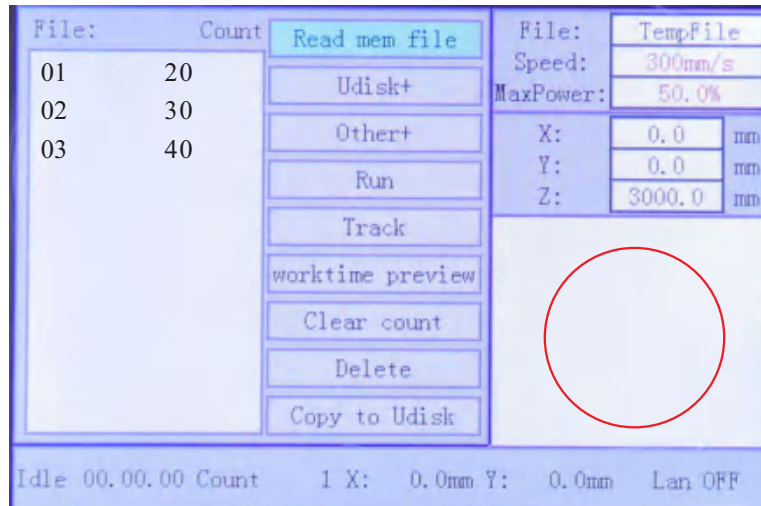 File: Count
01 20
02 30
03 40
Read mem file
Udisk+
Other+
Run
Track
worktime preview
Clear count
Delete
Copy to Udisk
File: TempFile
Speed: 300mm/s
MaxPower: 50.0%
X: 0.0 mm
Y: 0.0 mm
Z: 3000.0 mm
Idle 00.00.00 Count 1 X: 0.0mm Y: 0.0mm Lan OFF